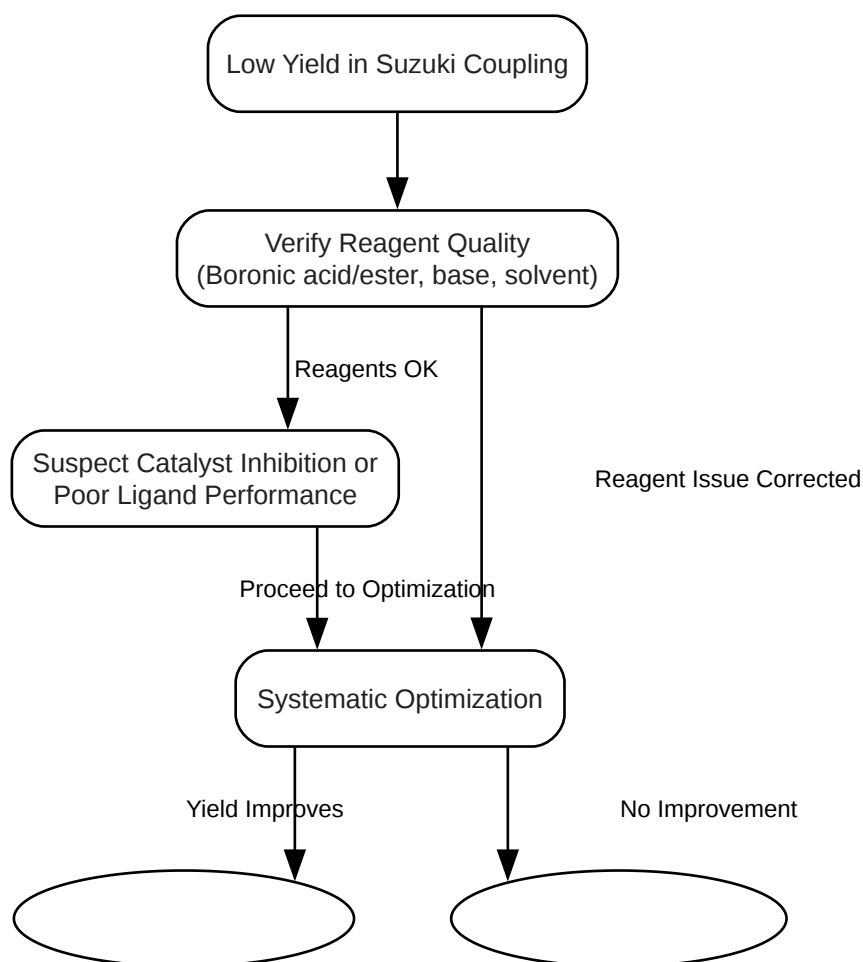 Low Yield in Suzuki Coupling
Verify Reagent Quality
(Boronic acid/ester, base, solvent)
Reagents OK
Suspect Catalyst Inhibition or
Poor Ligand Performance
Reagent Issue Corrected
Proceed to Optimization
Systematic Optimization
Yield Improves
No Improvement